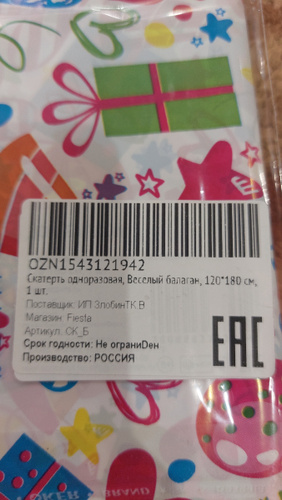 OZN1543121942
Скатерть одноразовая, Веселый балаган, 120*180 см,
1 шт.
Поставщик: ИП ЗлобинТК.В
Магазин: Fiesta
Артикул: СК_Б
Срок годности: Не ограниDен
Производство: РОССИЯ
EAC